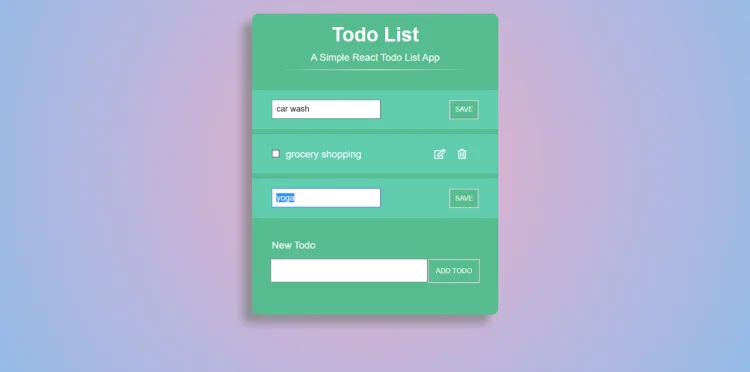 Todo List
A Simple React Todo List App
car wash
SAVE
grocery shopping
yoga
SAVE
New Todo
ADD TODO